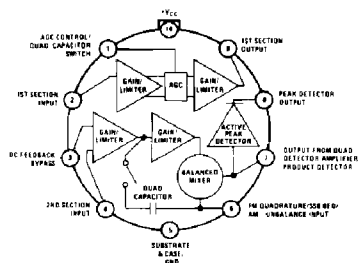 +VCC
10
AGC CONTROL/
QUAD CAPACITOR
SWITCH
1
1ST SECTION
OUTPUT
9
GAIN/
LIMITER
AGC
GAIN/
LIMITER
1ST SECTION
INPUT
2
8
PEAK DETECTOR
OUTPUT
GAIN/
LIMITER
GAIN/
LIMITER
ACTIVE
PEAK
DETECTOR
DC FEEDBACK
BYPASS
3
7
OUTPUT FROM QUAD
DETECTOR AMPLIFIER
PRODUCT DETECTOR
BALANCED
MIXER
QUAD
CAPACITOR
2ND SECTION
INPUT
4
6
FM QUADRATURE/SSB BFO/
AM UNBALANCE INPUT
5
SUBSTRATE
& CASE,
GND